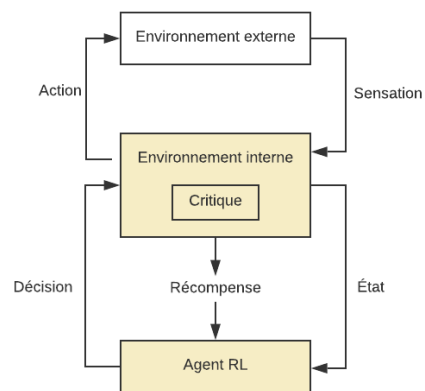 Environnement externe
Action
Sensation
Environnement interne
Critique
Décision
Récompense
État
Agent RL